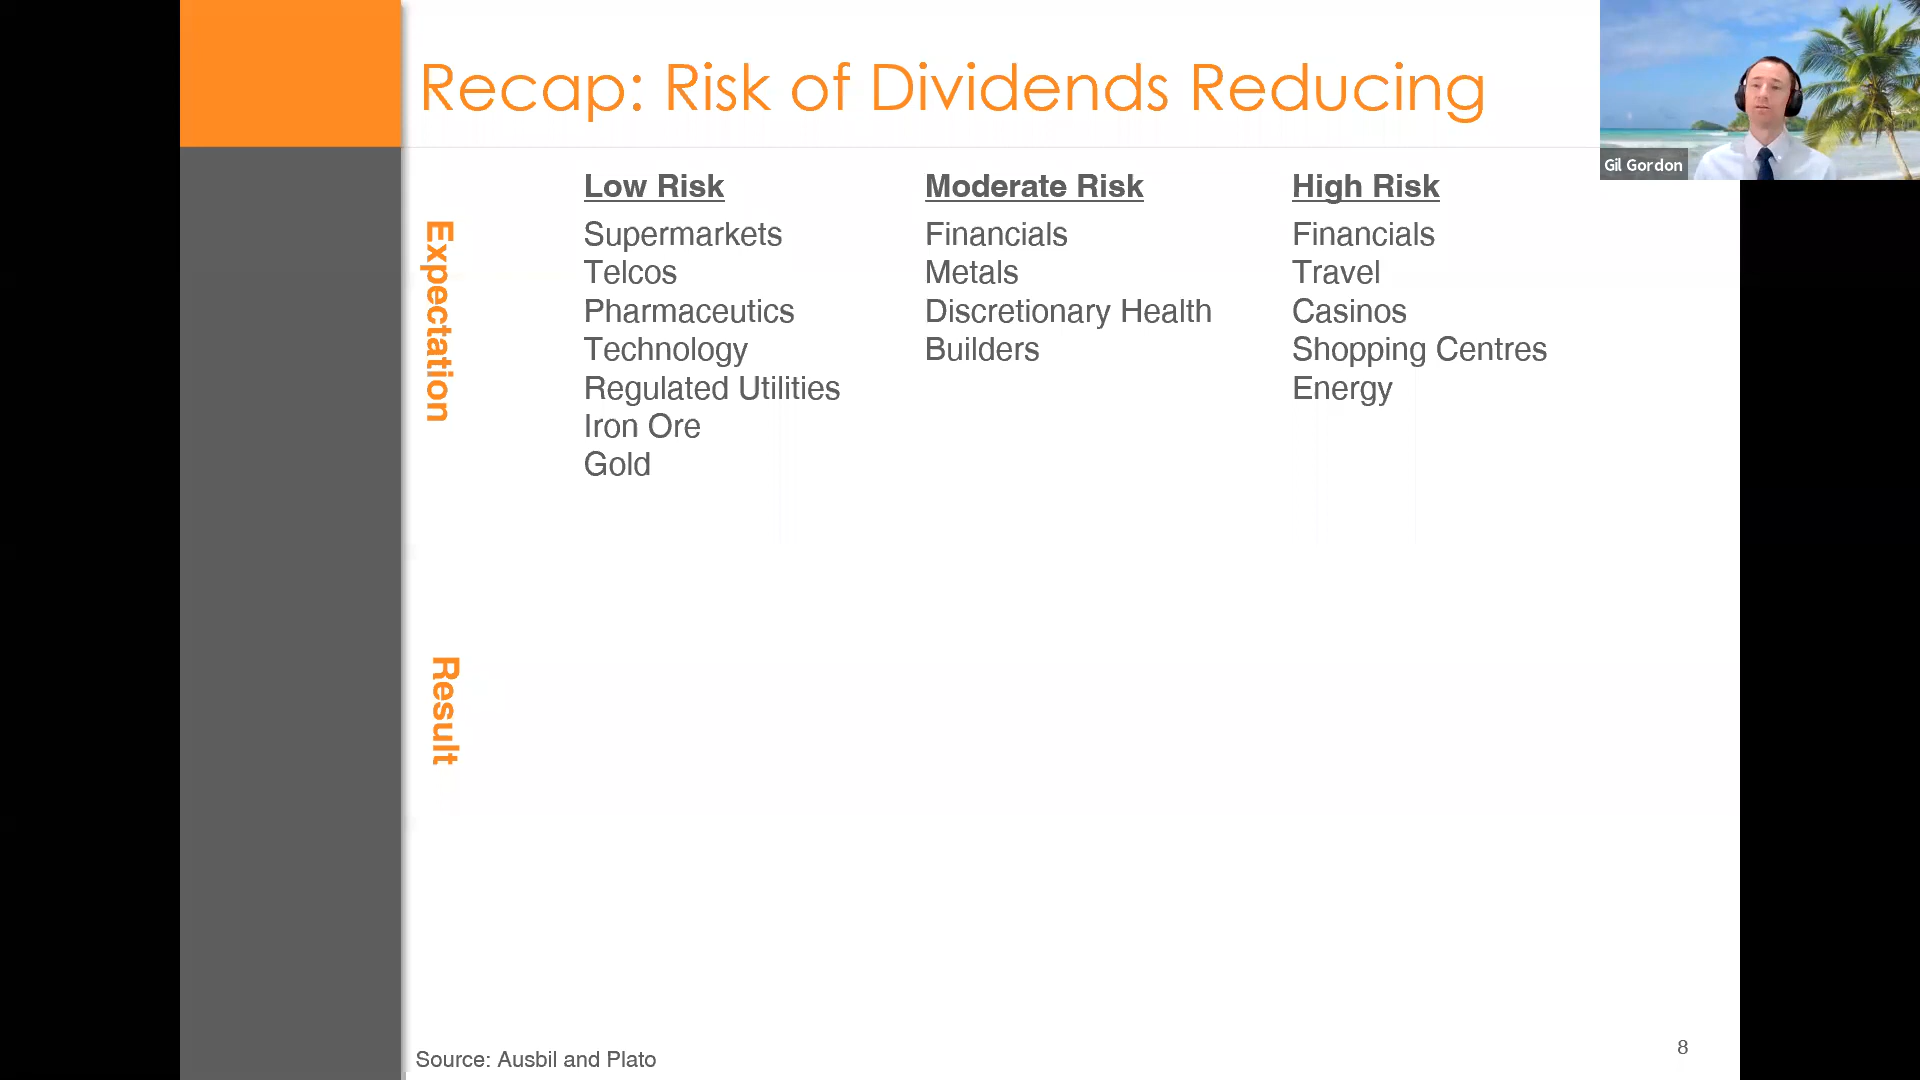 Recap: Risk of Dividends Reducing
Gil Gordon
Expectation
Low Risk
Supermarkets
Telcos
Pharmaceutics
Technology
Regulated Utilities
Iron Ore
Gold
Moderate Risk
Financials
Metals
Discretionary Health
Builders
High Risk
Financials
Travel
Casinos
Shopping Centres
Energy
Result
Source: Ausbil and Plato
8